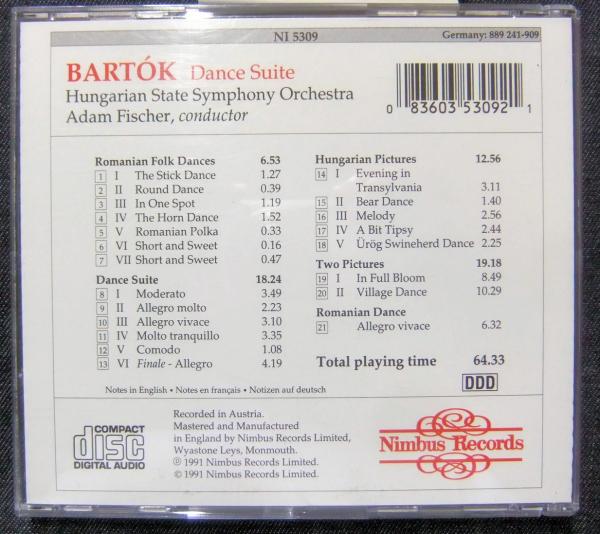 NI 5309
Germany: 889 241-909
BARTÓK Dance Suite
Hungarian State Symphony Orchestra
Adam Fischer, conductor
0 83603 53092 1
Romanian Folk Dances 6.53
1 I The Stick Dance 1.27
2 II Round Dance 0.39
3 III In One Spot 1.19
4 IV The Horn Dance 1.52
5 V Romanian Polka 0.33
6 VI Short and Sweet 0.16
7 VII Short and Sweet 0.47
Dance Suite 18.24
8 I Moderato 3.49
9 II Allegro molto 2.23
10 III Allegro vivace 3.10
11 IV Molto tranquillo 3.35
12 V Comodo 1.08
13 VI Finale - Allegro 4.19
Hungarian Pictures 12.56
14 I Evening in
Transylvania 3.11
15 II Bear Dance 1.40
16 III Melody 2.56
17 IV A Bit Tipsy 2.44
18 V Ürög Swineherd Dance 2.25
Two Pictures 19.18
19 I In Full Bloom 8.49
20 II Village Dance 10.29
Romanian Dance
21 Allegro vivace 6.32
Total playing time 64.33
DDD
Notes in English • Notes en français • Notizen auf deutsch
COMPACT
disc
DIGITAL AUDIO
Recorded in Austria.
Mastered and Manufactured
in England by Nimbus Records Limited,
Wyastone Leys, Monmouth.
℗ 1991 Nimbus Records Limited.
© 1991 Nimbus Records Limited.
Nimbus Records